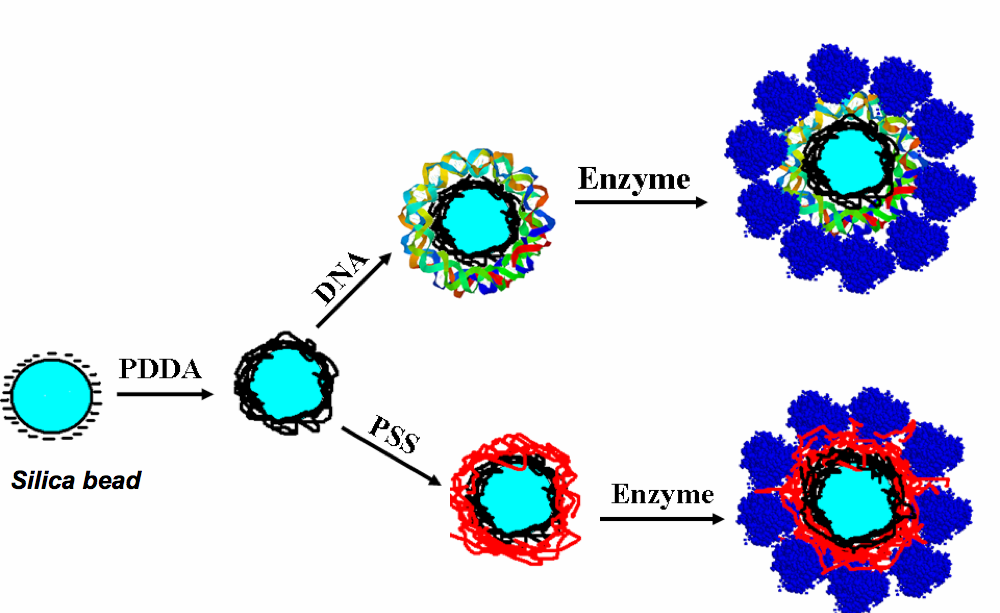 Enzyme
DNA
PDDA
PSS
Silica bead
Enzyme